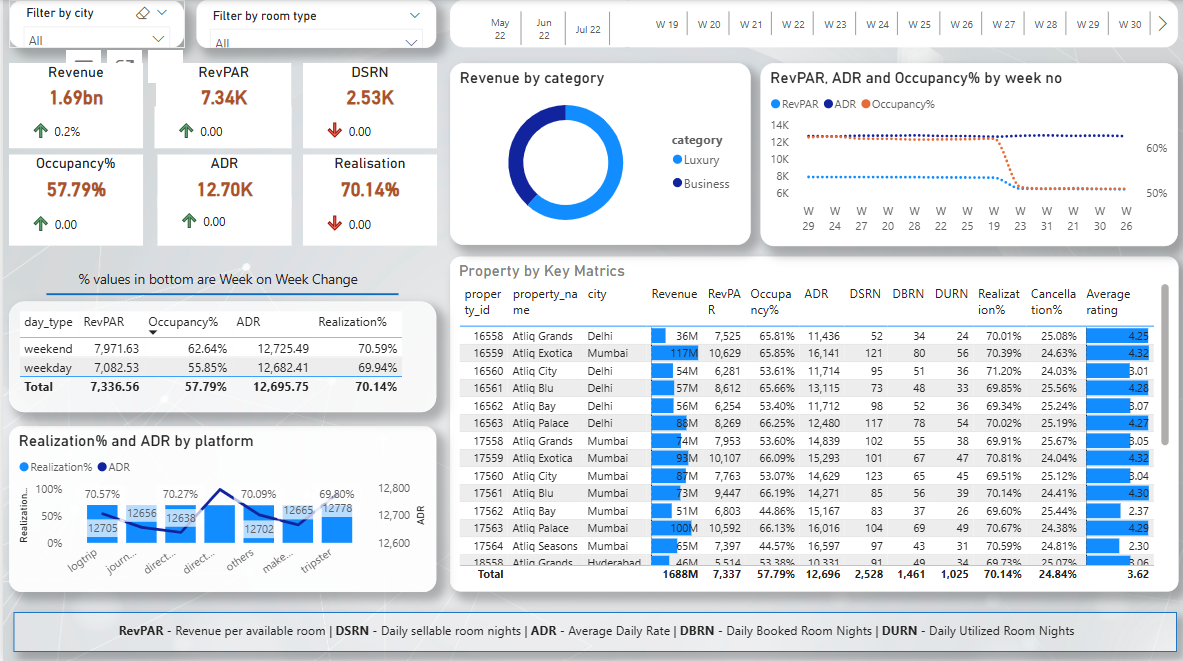 Filter by city
All
Filter by room type
All
May 22 Jun 22 Jul 22 W 19 W 20 W 21 W 22 W 23 W 24 W 25 W 26 W 27 W 28 W 29 W 30
Revenue
1.69bn
0.2%
RevPAR
7.34K
0.00
DSRN
2.53K
0.00
Occupancy%
57.79%
0.00
ADR
12.70K
0.00
Realisation
70.14%
0.00
Revenue by category
category
Luxury
Business
RevPAR, ADR and Occupancy% by week no
RevPAR ADR Occupancy%
14K
12K
10K
8K
6K
60%
50%
W 29 W 24 W 27 W 20 W 28 W 22 W 25 W 19 W 23 W 31 W 21 W 30 W 26
% values in bottom are Week on Week Change
day_type RevPAR Occupancy% ADR Realization%
weekend 7,971.63 62.64% 12,725.49 70.59%
weekday 7,082.53 55.85% 12,682.41 69.94%
Total 7,336.56 57.79% 12,695.75 70.14%
Realization% and ADR by platform
Realization% ADR
Realization...
100%
50%
0%
70.57% 70.27% 70.09% 69.80%
12705 12656 12638 12702 12665 12778
12,800
12,700
12,600
ADR
logtrip journ... direct... direct... others make... tripster
Property by Key Matrics
property_id property_name city Revenue RevPAR Occupancy% ADR DSRN DBRN DURN Realization% Cancellation% Average rating
16558 Atliq Grands Delhi 36M 7,525 65.81% 11,436 52 34 24 70.01% 25.08% 4.25
16559 Atliq Exotica Mumbai 117M 10,629 65.85% 16,141 121 80 56 70.39% 24.63% 4.32
16560 Atliq City Delhi 54M 6,281 53.61% 11,714 95 51 36 71.20% 24.03% 3.01
16561 Atliq Blu Delhi 57M 8,612 65.66% 13,115 73 48 33 69.85% 25.56% 4.28
16562 Atliq Bay Delhi 56M 6,254 53.40% 11,712 98 52 36 69.34% 25.24% 3.07
16563 Atliq Palace Delhi 88M 8,269 66.25% 12,480 117 78 54 70.02% 25.19% 4.27
17558 Atliq Grands Mumbai 74M 7,953 53.60% 14,839 102 55 38 69.91% 25.67% 3.05
17559 Atliq Exotica Mumbai 93M 10,107 66.09% 15,293 101 67 47 70.81% 24.04% 4.32
17560 Atliq City Mumbai 87M 7,763 53.07% 14,629 123 65 45 69.51% 25.12% 3.04
17561 Atliq Blu Mumbai 73M 9,447 66.19% 14,271 85 56 39 70.14% 24.41% 4.30
17562 Atliq Bay Mumbai 51M 6,803 44.86% 15,167 83 37 26 69.60% 25.44% 2.37
17563 Atliq Palace Mumbai 100M 10,592 66.13% 16,016 104 69 49 70.67% 24.38% 4.29
17564 Atliq Seasons Mumbai 65M 7,397 44.57% 16,597 97 43 31 70.59% 24.81% 2.30
18558 Atliq Grands Hyderabad 46M 5,514 53.38% 10,331 91 49 34 69.73% 25.07% 3.06
Total 1688M 7,337 57.79% 12,696 2,528 1,461 1,025 70.14% 24.84% 3.62
RevPAR - Revenue per available room | DSRN - Daily sellable room nights | ADR - Average Daily Rate | DBRN - Daily Booked Room Nights | DURN - Daily Utilized Room Nights